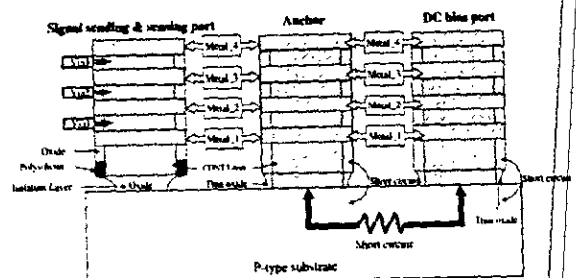 Signal sending & sensing port
Anchor
DC bias port
Metal_4
Metal_4
Metal_3
Metal_3
Metal_2
Metal_2
Metal_1
Metal_1
Oxide
Polysilicon
Isolation Layer
Oxide
Thin oxide
Short circuit
Short circuit
Short circuit
Thin oxide
P-type substrate